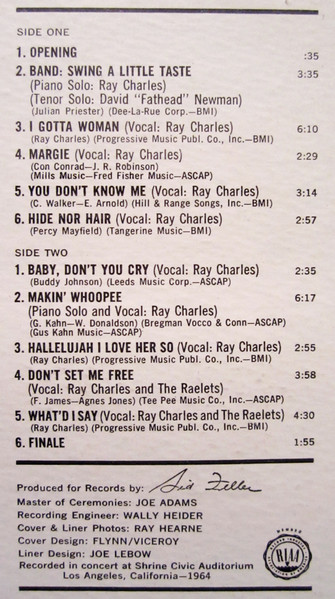 SIDE ONE
1. OPENING :35
2. BAND: SWING A LITTLE TASTE 3:35
(Piano Solo: Ray Charles)
(Tenor Solo: David "Fathead" Newman)
(Julian Priester) (Dee-La-Rue Corp.—BMI)
3. I GOTTA WOMAN (Vocal: Ray Charles) 6:10
(Ray Charles) (Progressive Music Publ. Co., Inc.—BMI)
4. MARGIE (Vocal: Ray Charles) 2:29
(Con Conrad—J. R. Robinson)
(Mills Music—Fred Fisher Music—ASCAP)
5. YOU DON'T KNOW ME (Vocal: Ray Charles) 3:14
(C. Walker—E. Arnold) (Hill & Range Songs, Inc.—BMI)
6. HIDE NOR HAIR (Vocal: Ray Charles) 2:57
(Percy Mayfield) (Tangerine Music—BMI)
SIDE TWO
1. BABY, DON'T YOU CRY (Vocal: Ray Charles) 2:35
(Buddy Johnson) (Leeds Music Corp.—ASCAP)
2. MAKIN' WHOOPEE 6:17
(Piano Solo and Vocal: Ray Charles)
(G. Kahn—W. Donaldson) (Bregman Vocco & Conn—ASCAP)
(Gus Kahn Music—ASCAP)
3. HALLELUJAH I LOVE HER SO (Vocal: Ray Charles) 2:55
(Ray Charles) (Progressive Music Publ. Co., Inc.—BMI)
4. DON'T SET ME FREE 3:58
(Vocal: Ray Charles and The Raelets)
(F. James—Agnes Jones) (Tee Pee Music Co., Inc.—ASCAP)
5. WHAT'D I SAY (Vocal: Ray Charles and The Raelets) 4:30
(Ray Charles) (Progressive Music Publ. Co., Inc.—BMI)
6. FINALE 1:55
Produced for Records by: Sid Feller
Master of Ceremonies: JOE ADAMS
Recording Engineer: WALLY HEIDER
Cover & Liner Photos: RAY HEARNE
Cover Design: FLYNN/VICEROY
Liner Design: JOE LEBOW
Recorded in concert at Shrine Civic Auditorium
Los Angeles, California—1964
MEMBER
RIAA